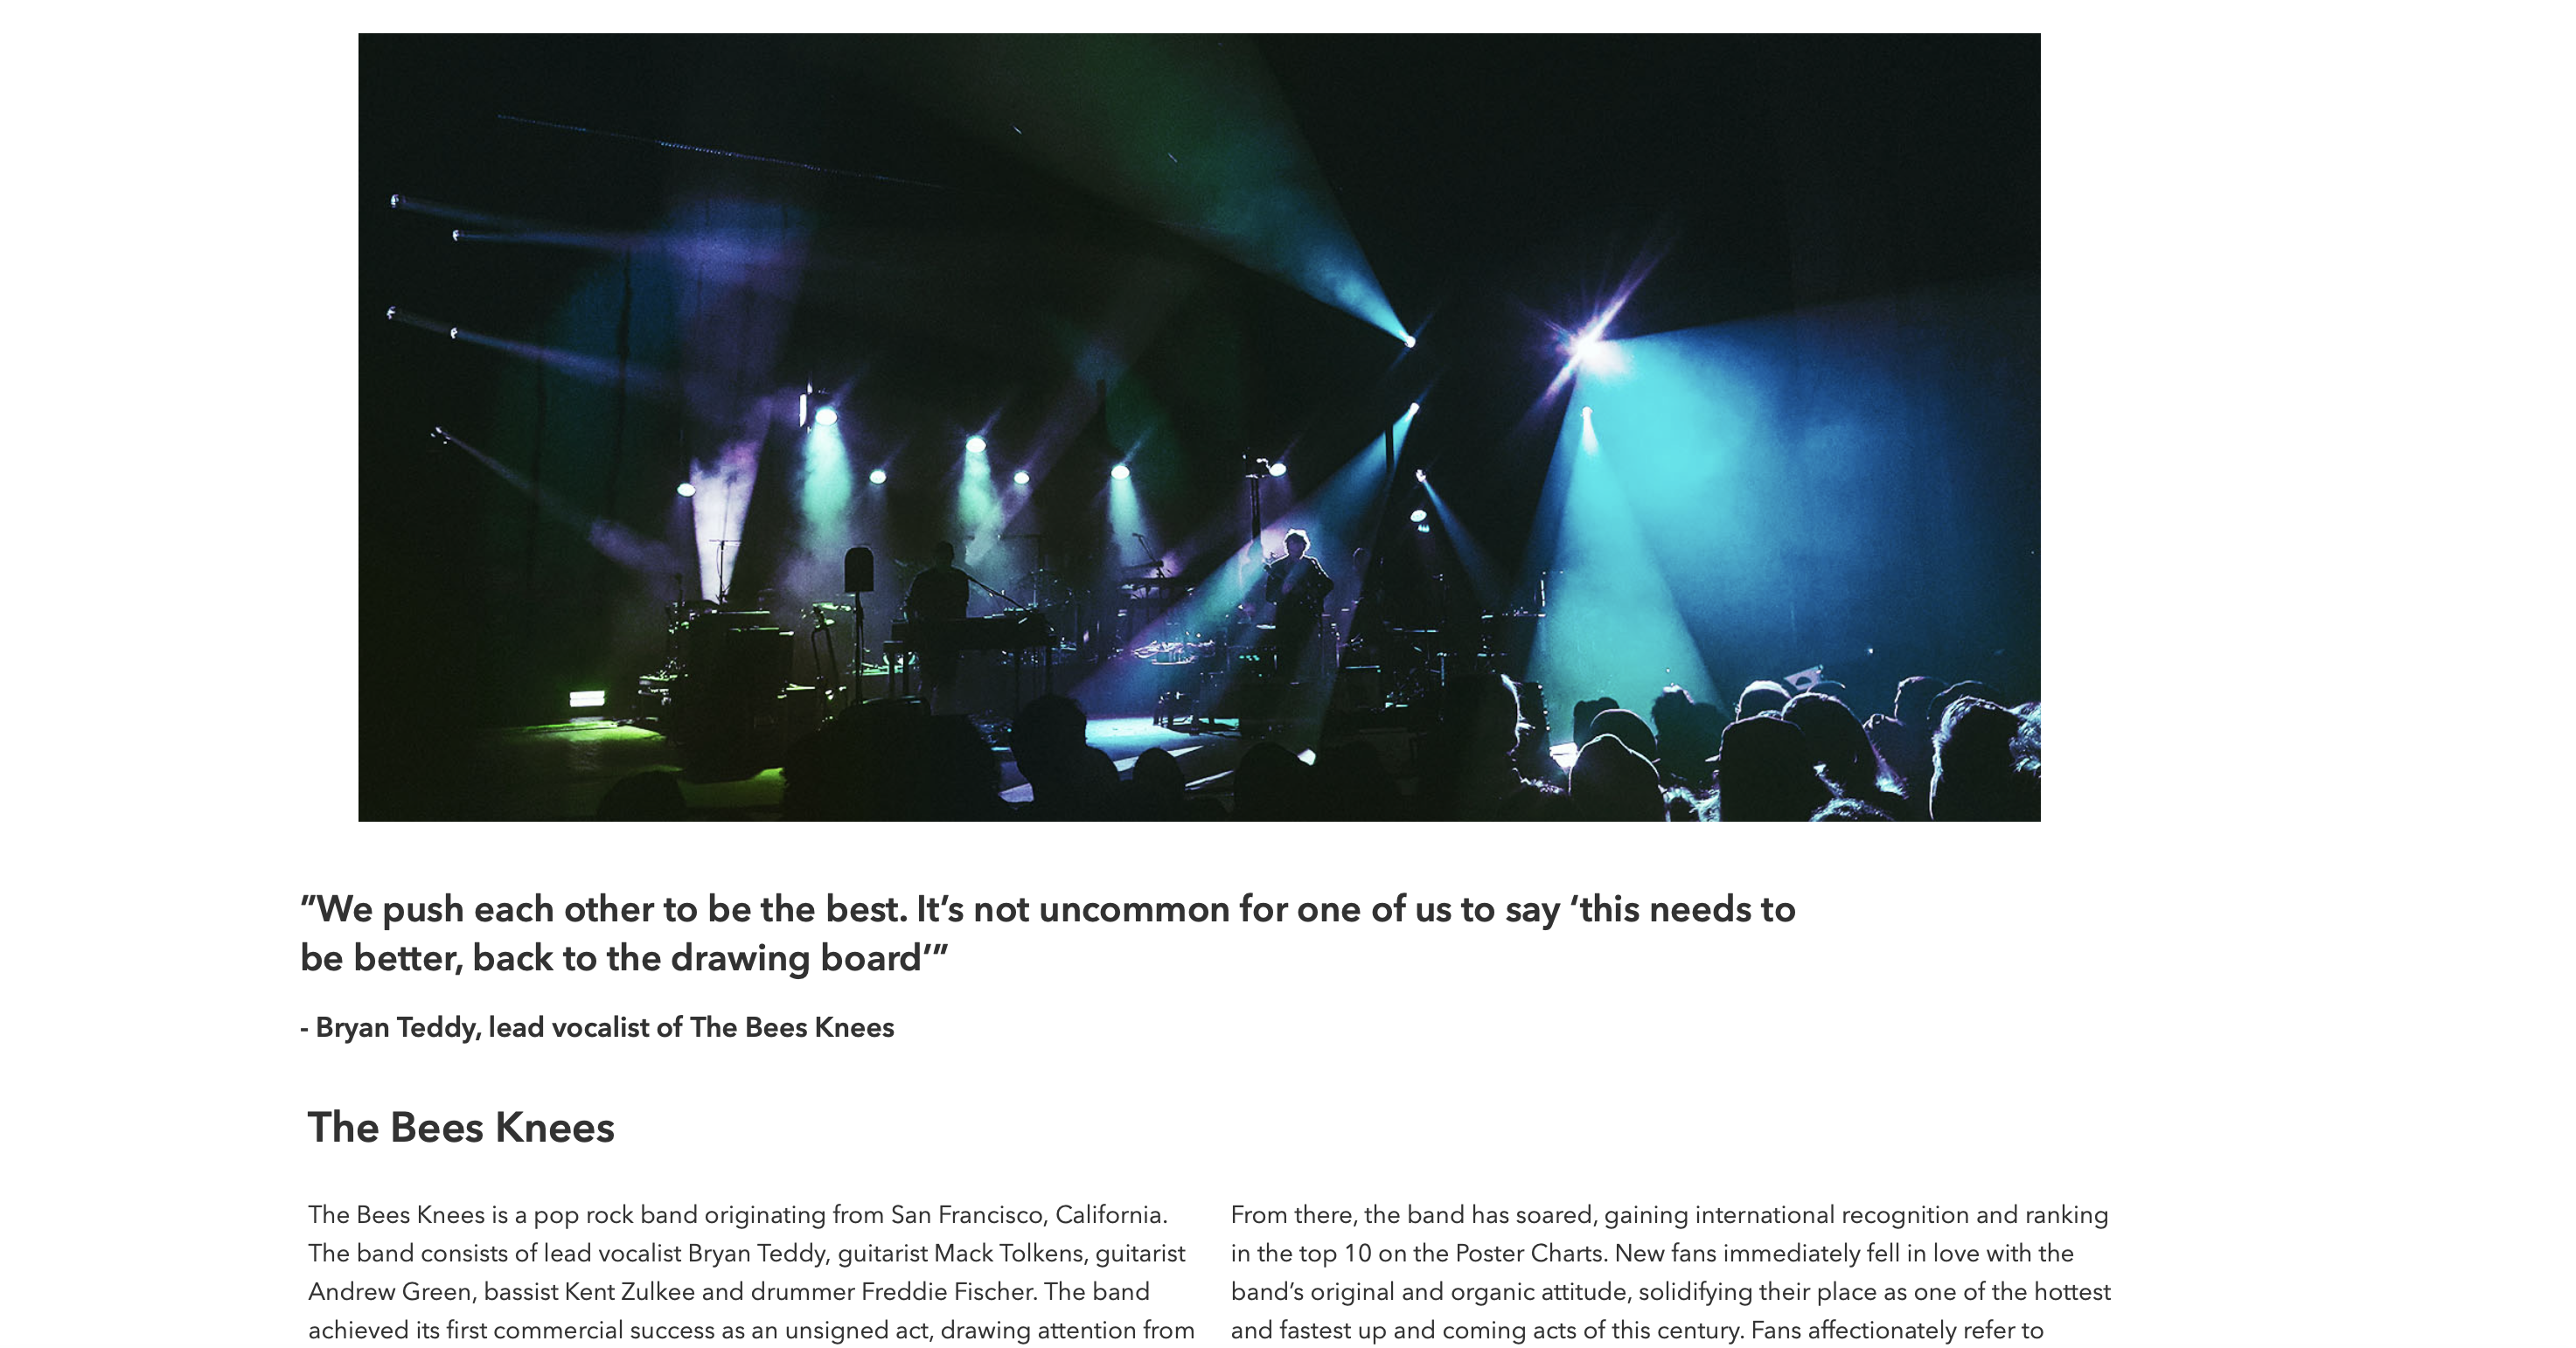 ”We push each other to be the best. It’s not uncommon for one of us to say ‘this needs to
be better, back to the drawing board’”
- Bryan Teddy, lead vocalist of The Bees Knees
The Bees Knees
The Bees Knees is a pop rock band originating from San Francisco, California.
The band consists of lead vocalist Bryan Teddy, guitarist Mack Tolkens, guitarist
Andrew Green, bassist Kent Zulkee and drummer Freddie Fischer. The band
achieved its first commercial success as an unsigned act, drawing attention from
From there, the band has soared, gaining international recognition and ranking
in the top 10 on the Poster Charts. New fans immediately fell in love with the
band’s original and organic attitude, solidifying their place as one of the hottest
and fastest up and coming acts of this century. Fans affectionately refer to